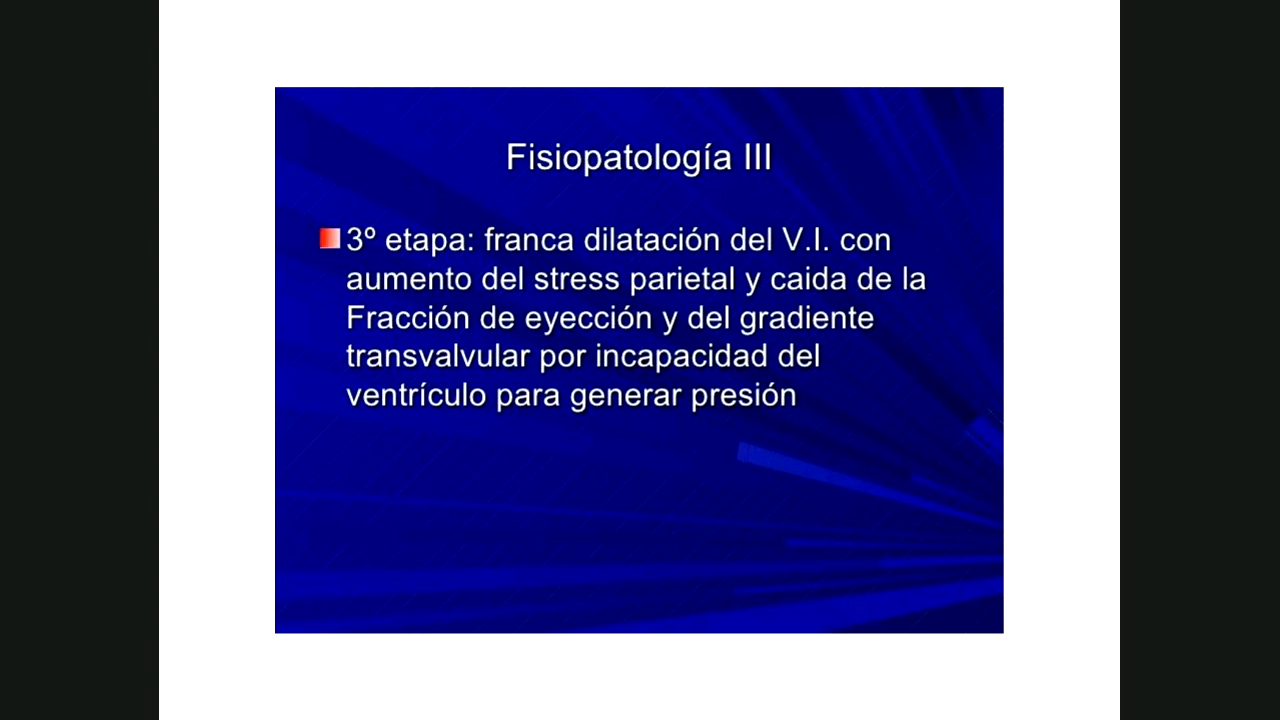 Fisiopatología III
3º etapa: franca dilatación del V.I. con
aumento del stress parietal y caida de la
Fracción de eyección y del gradiente
transvalvular por incapacidad del
ventrículo para generar presión